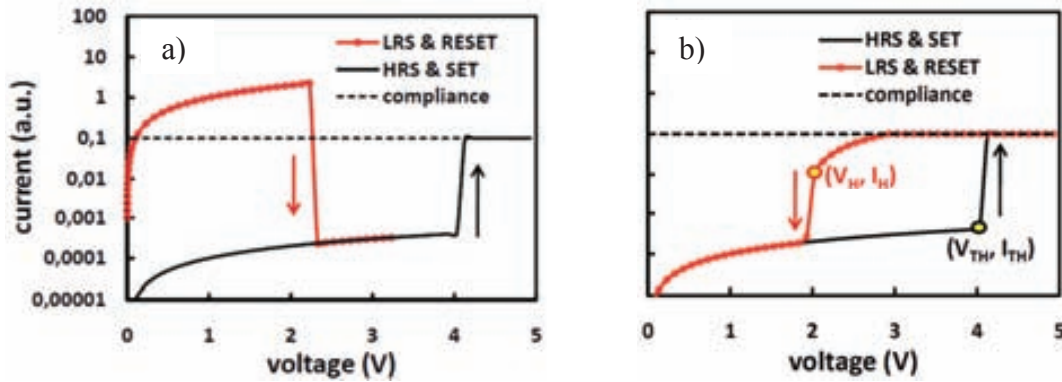 a)
LRS & RESET
HRS & SET
compliance
100
10
1
0,1
0,01
0,001
0,0001
0,00001
current (a.u.)
0 1 2 3 4 5
voltage (V)
b)
HRS & SET
LRS & RESET
compliance
(VH, IH)
(VTH, ITH)
0 1 2 3 4 5
voltage (V)